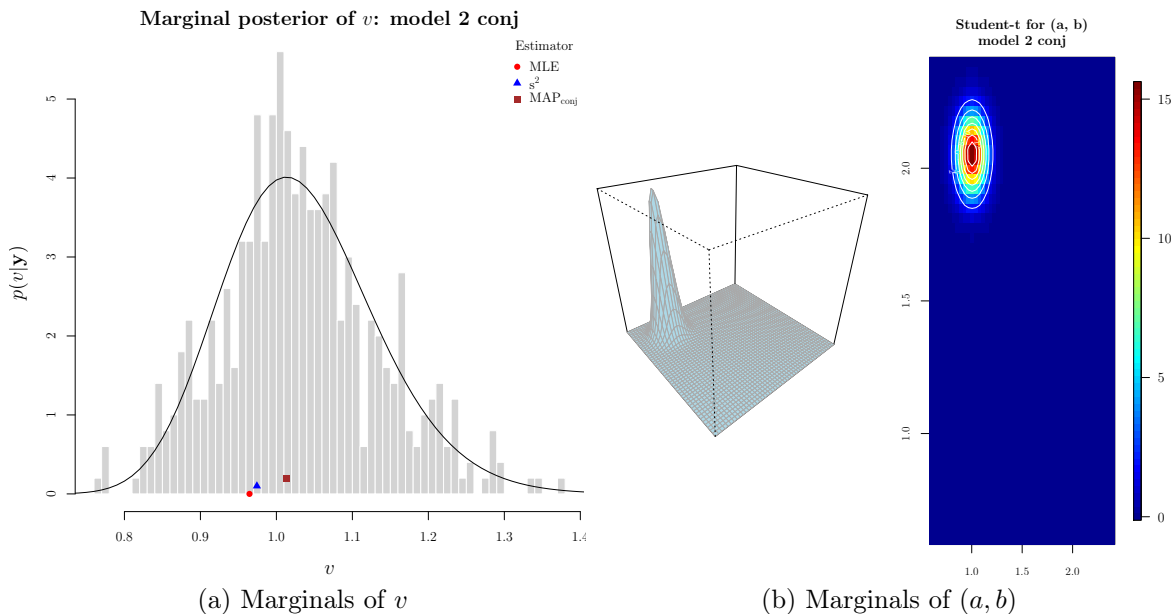 Marginal posterior of v: model 2 conj
Estimator
MLE
s²
MAP_conj
p(v|y)
5
4
3
2
1
0
0.8 0.9 1.0 1.1 1.2 1.3 1.4
v
(a) Marginals of v
Student-t for (a, b)
model 2 conj
2.0
1.5
1.0
1.0 1.5 2.0
15
10
5
0
(b) Marginals of (a, b)